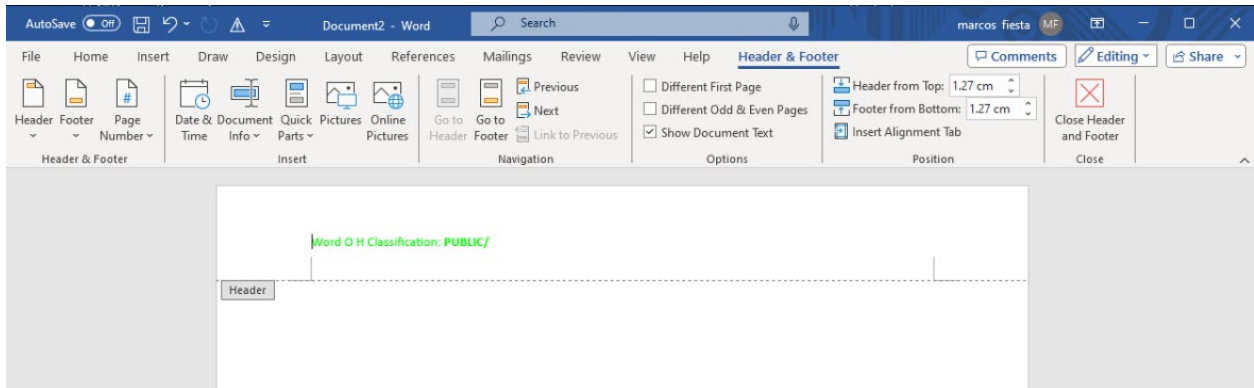 AutoSave Off Document2 - Word Search marcos fiesta MF
File Home Insert Draw Design Layout References Mailings Review View Help Header & Footer Comments Editing Share
Header Footer Page Number
Date & Time Document Info Quick Parts Pictures Online Pictures
Go to Header Go to Footer Previous
Next
Link to Previous
Different First Page
Different Odd & Even Pages
Show Document Text
Header from Top: 1.27 cm
Footer from Bottom: 1.27 cm
Insert Alignment Tab
Close Header and Footer
Header & Footer Insert Navigation Options Position Close
Word O H Classification: PUBLIC/
Header